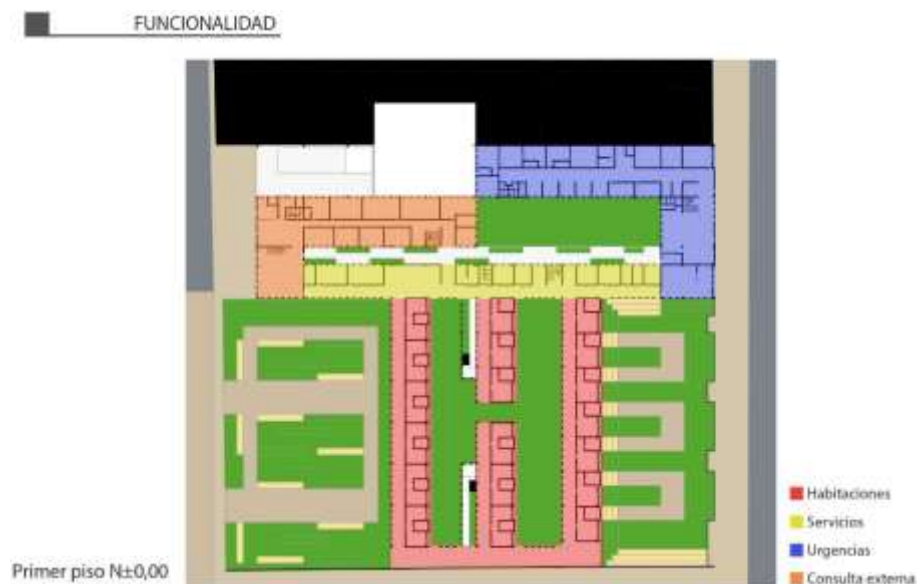 FUNCIONALIDAD
Habitaciones
Servicios
Urgencias
Consulta externa
Primer piso N±0,00